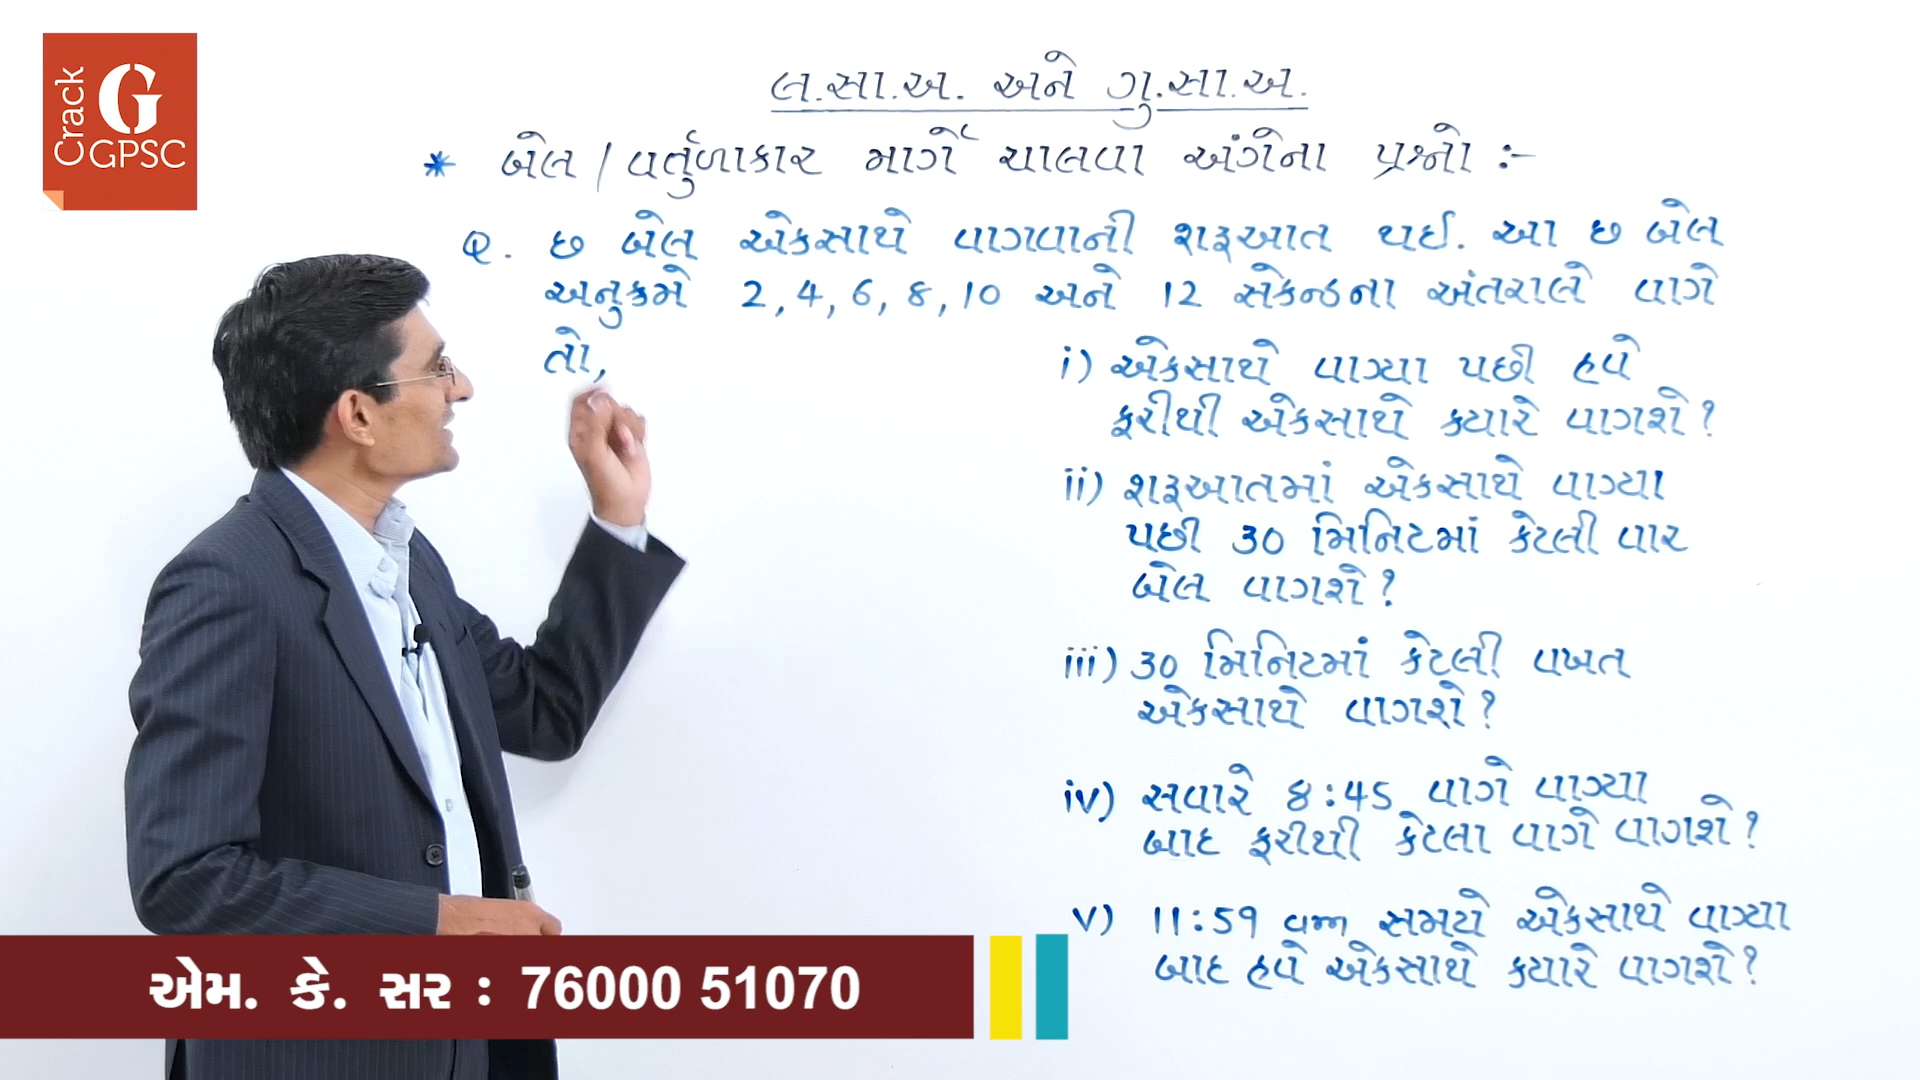 Crack
G
GPSC
લ.સા.અ. અને ગુ.સા.અ.
* બેલ / વર્તુળાકાર માર્ગે ચાલવા અંગેના પ્રશ્નો :-
Q. છ બેલ એકસાથે વાગવાની શરૂઆત થઈ. આ છ બેલ
અનુક્રમે 2, 4, 6, 8, 10 અને 12 સેકન્ડના અંતરાલે વાગે
તો,
i) એકસાથે વાગ્યા પછી હવે
ફરીથી એકસાથે ક્યારે વાગશે?
ii) શરૂઆતમાં એકસાથે વાગ્યા
પછી 30 મિનિટમાં કેટલી વાર
બેલ વાગશે?
iii) 30 મિનિટમાં કેટલી વખત
એકસાથે વાગશે?
iv) સવારે 8:45 વાગે વાગ્યા
બાદ ફરીથી કેટલા વાગે વાગશે?
v) 11:59 am સમયે એકસાથે વાગ્યા
બાદ હવે એકસાથે ક્યારે વાગશે?
એમ. કે. સર : 76000 51070